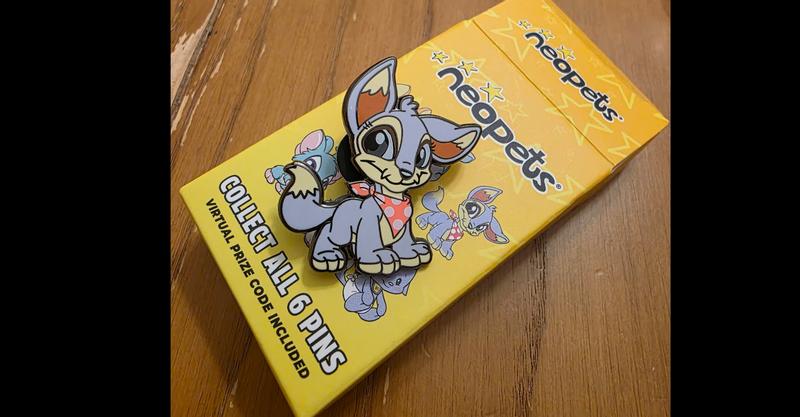 neopets
neopets
COLLECT ALL 6 PINS
VIRTUAL PRIZE CODE INCLUDED